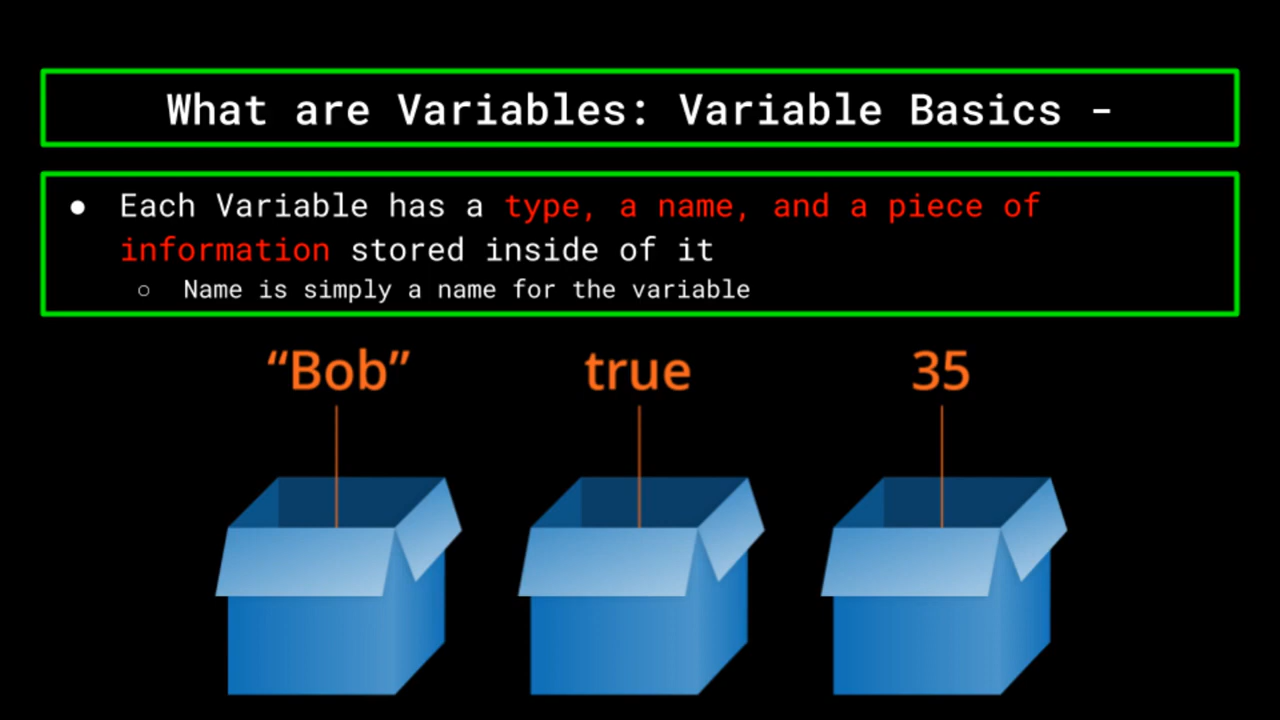 What are Variables: Variable Basics -
● Each Variable has a type, a name, and a piece of
information stored inside of it
○ Name is simply a name for the variable
“Bob” true 35